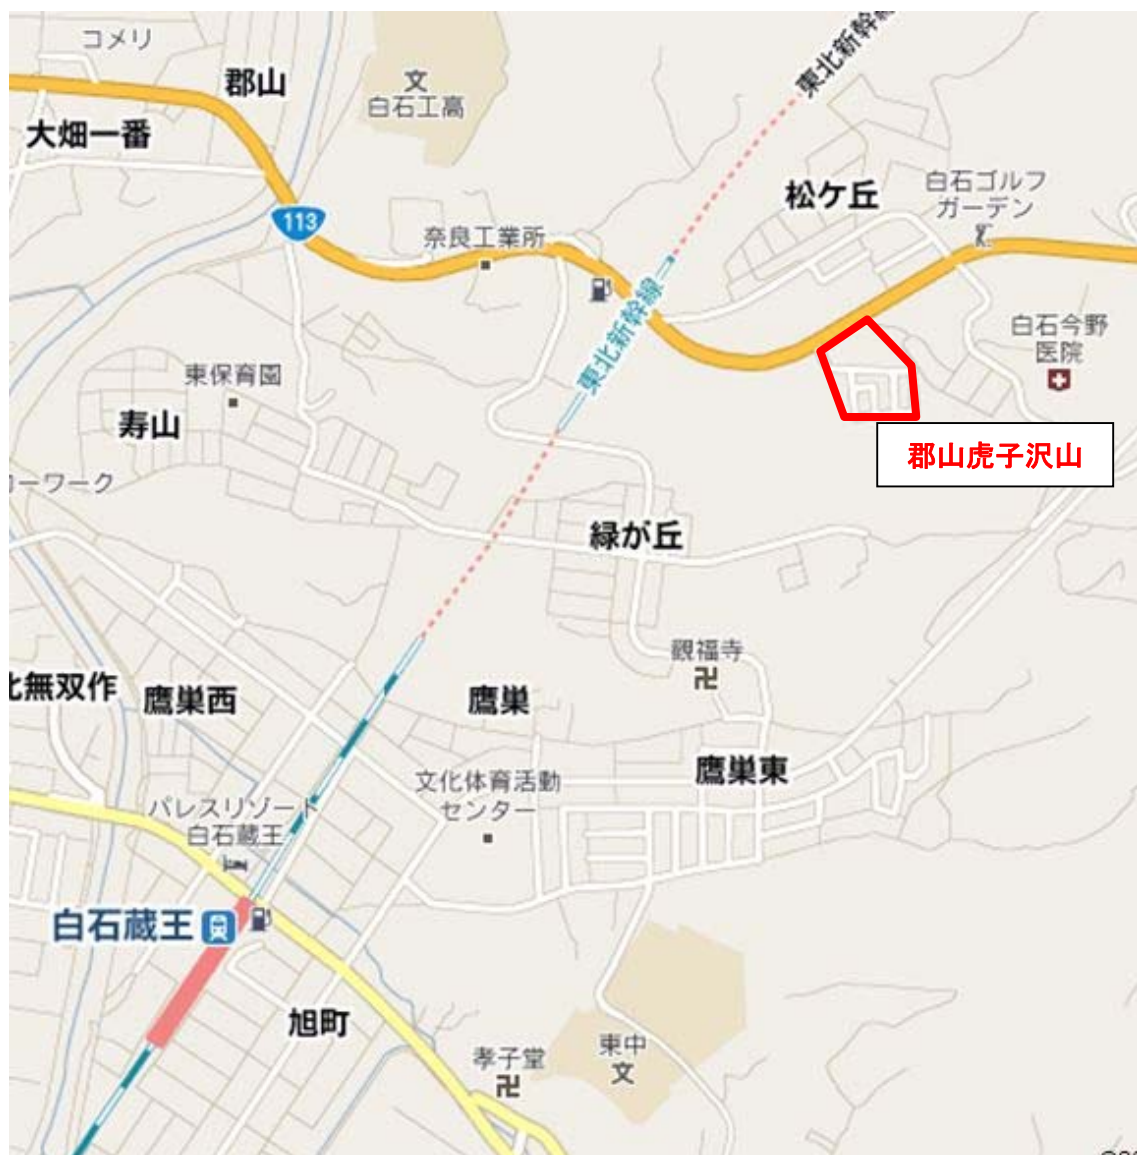 コメリ
郡山
文
白石工高
東北新幹線
大畑一番
松ケ丘
白石ゴルフ
ガーデン
113
奈良工業所
東北新幹線
白石今野
医院
東保育園
寿山
郡山虎子沢山
ローワーク
緑が丘
観福寺
卍
北無双作
鷹巣西
鷹巣
鷹巣東
文化体育活動
センター
パレスリゾート
白石蔵王
白石蔵王
旭町
孝子堂
卍
東中
文